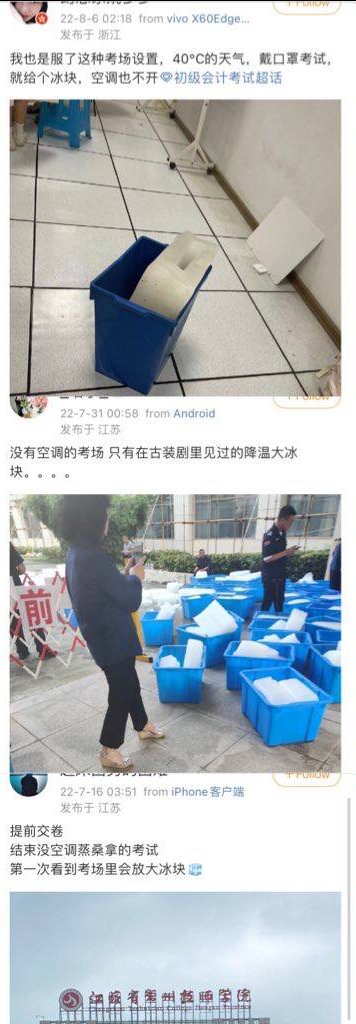 + Follow
22-8-6 02:18 from vivo X60Edge...
发布于 浙江
我也是服了这种考场设置，40°C的天气，戴口罩考试，
就给个冰块，空调也不开初级会计考试超话
+ Follow
22-7-31 00:58 from Android
发布于 江苏
没有空调的考场 只有在古装剧里见过的降温大冰
块。。。。
前
+ Follow
22-7-16 03:51 from iPhone客户端
发布于 江苏
提前交卷
结束没空调蒸桑拿的考试
第一次看到考场里会放大冰块
江苏省常州技师学院